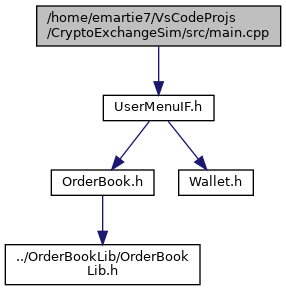 /home/emartie7/VsCodeProjs
/CryptoExchangeSim/src/main.cpp
UserMenuIF.h
OrderBook.h
Wallet.h
../OrderBookLib/OrderBook
Lib.h